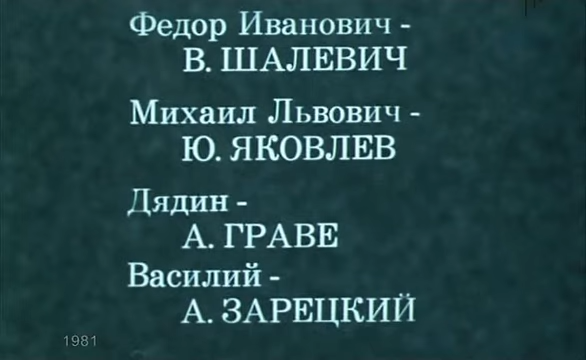 Федор Иванович -
В. ШАЛЕВИЧ
Михаил Львович -
Ю. ЯКОВЛЕВ
Дядин -
А. ГРАВЕ
Василий -
А. ЗАРЕЦКИЙ
1981